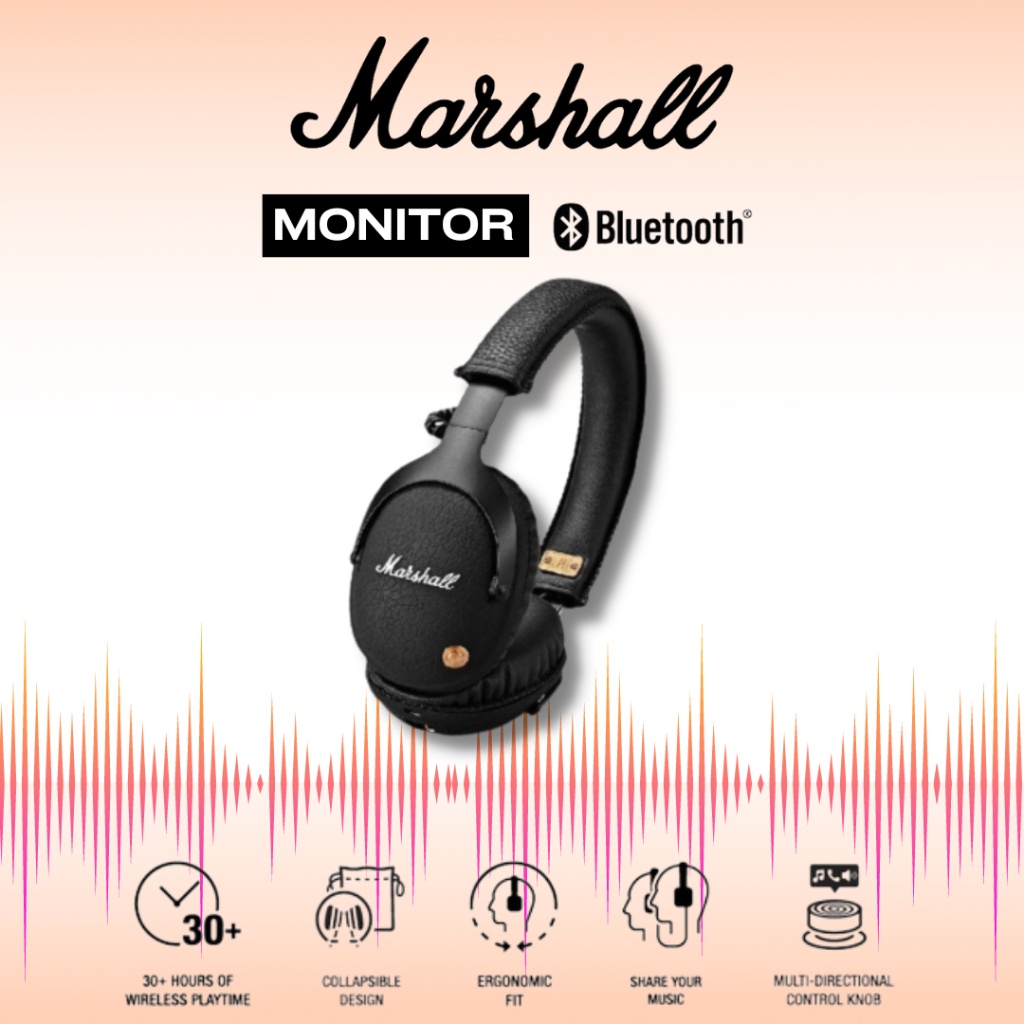 Marshall
MONITOR
Bluetooth®
Marshall
30+
30+ HOURS OF
WIRELESS PLAYTIME
COLLAPSIBLE
DESIGN
ERGONOMIC
FIT
SHARE YOUR
MUSIC
MULTI-DIRECTIONAL
CONTROL KNOB